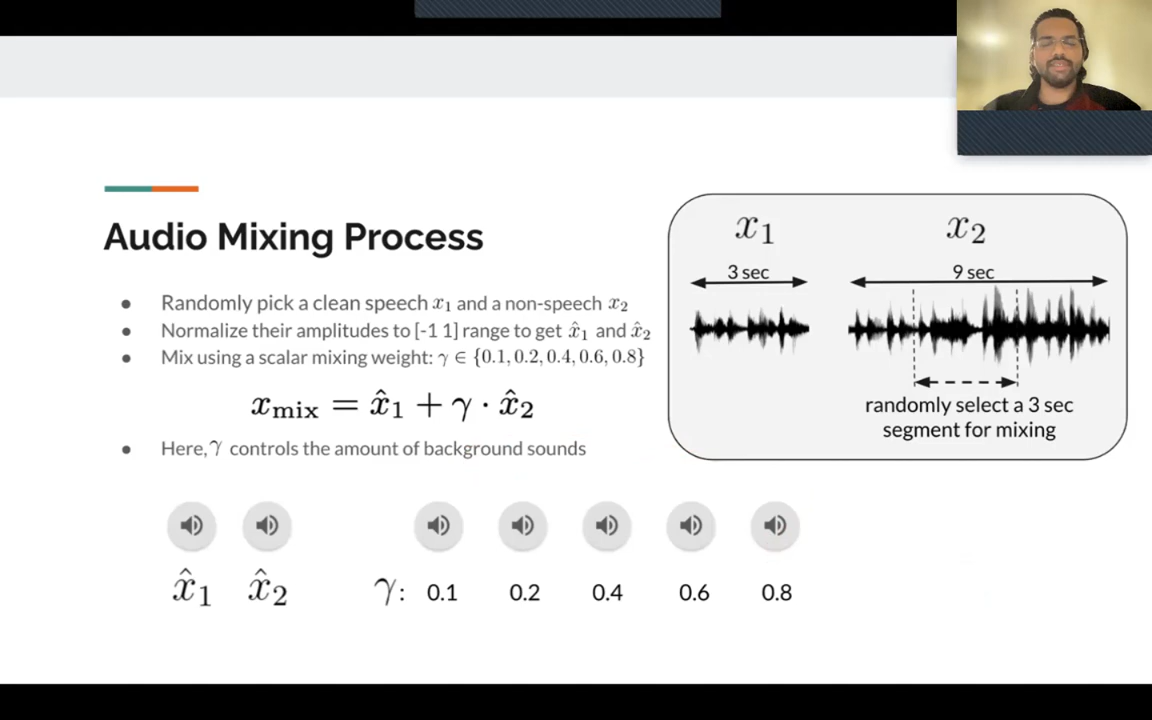 Audio Mixing Process
● Randomly pick a clean speech x₁ and a non-speech x₂
● Normalize their amplitudes to [-1 1] range to get x̂₁ and x̂₂
● Mix using a scalar mixing weight: γ ∈ {0.1, 0.2, 0.4, 0.6, 0.8}
x_mix = x̂₁ + γ · x̂₂
● Here, γ controls the amount of background sounds
x₁ x₂
3 sec 9 sec
randomly select a 3 sec
segment for mixing
x̂₁ x̂₂ γ: 0.1 0.2 0.4 0.6 0.8